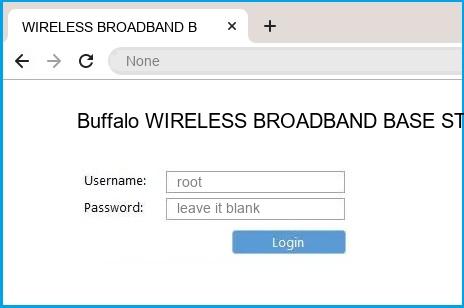 WIRELESS BROADBAND B
None
Buffalo WIRELESS BROADBAND BASE ST
Username: root
Password: leave it blank
Login